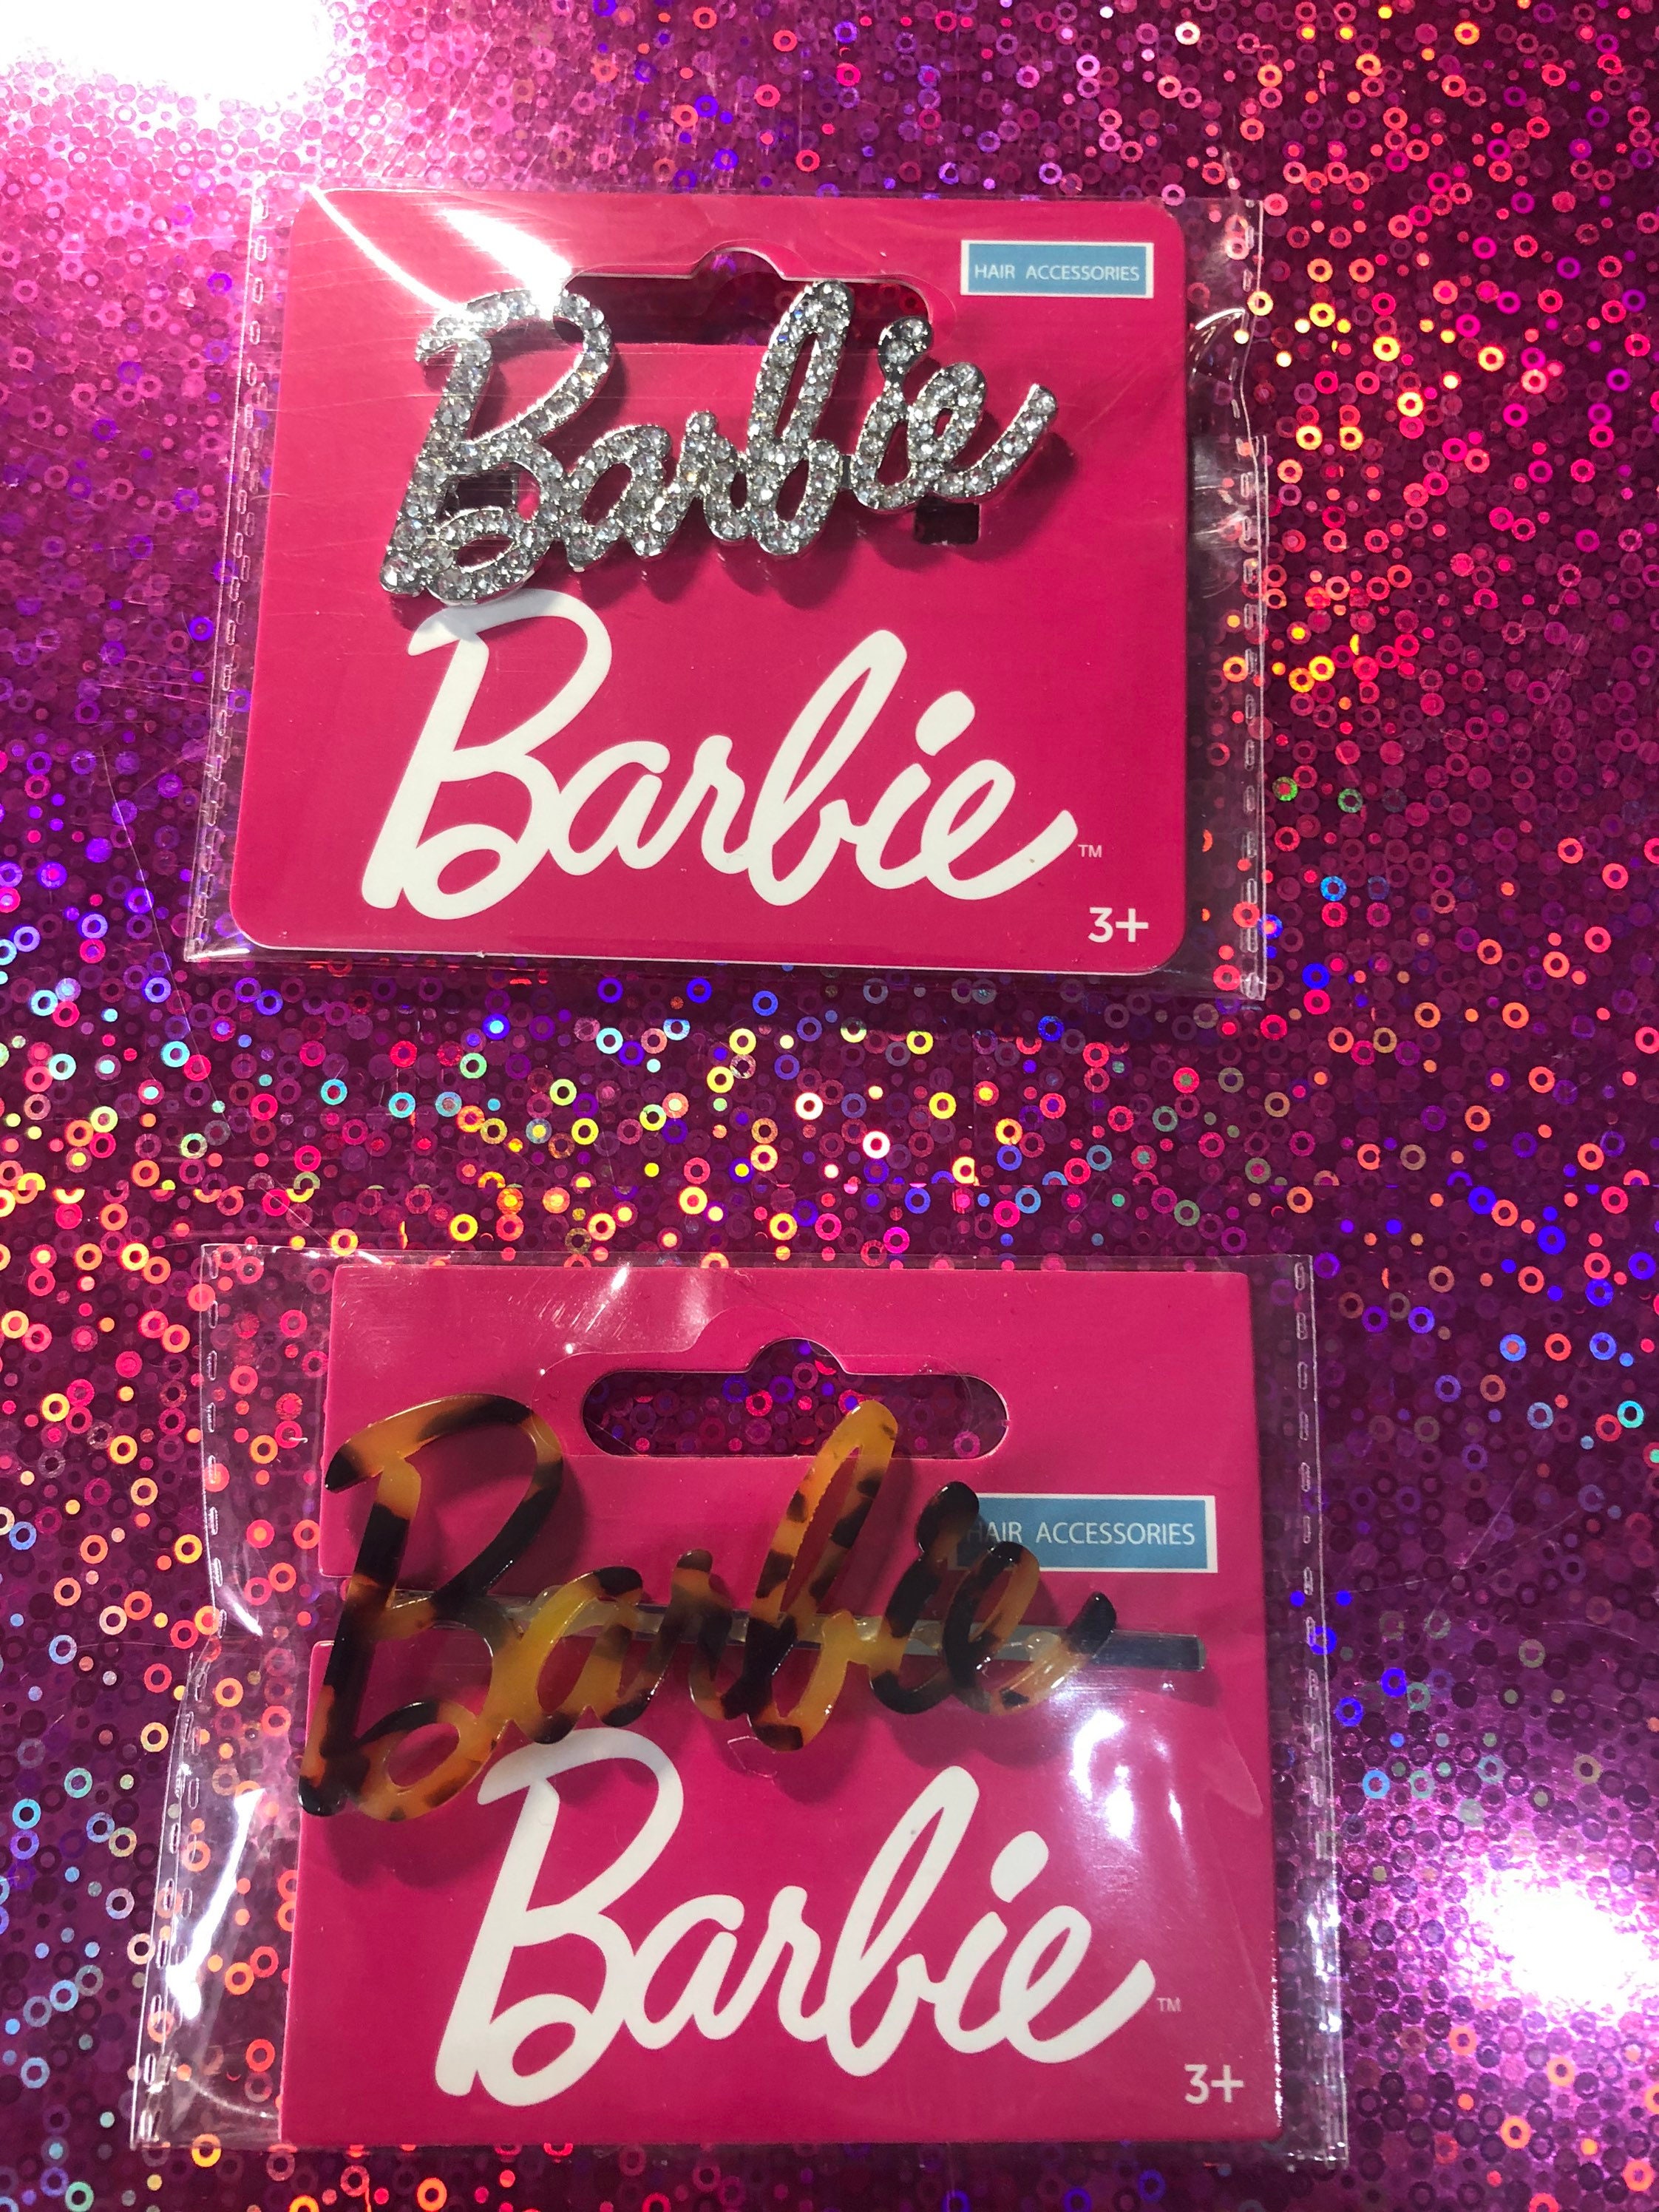 HAIR ACCESSORIES
Barbie
Barbie™
3+
Barbie
HAIR ACCESSORIES
Barbie™
3+